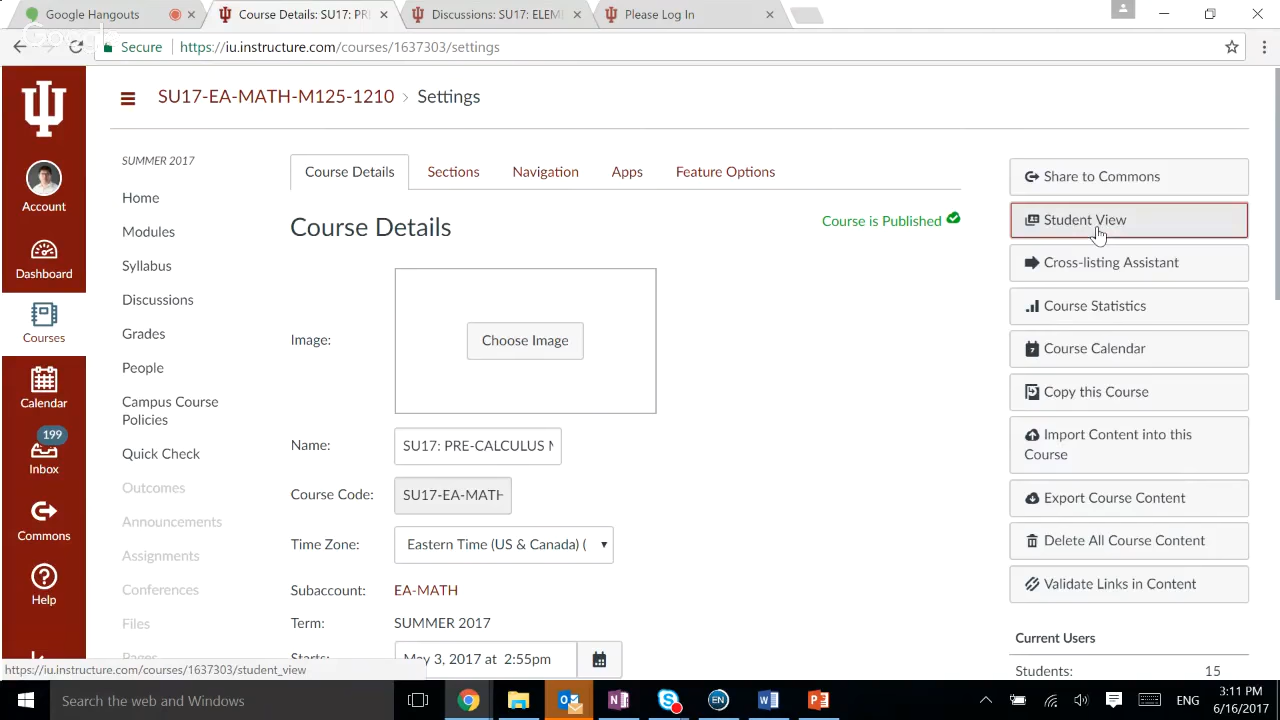 Google Hangouts
Course Details: SU17: PR
Discussions: SU17: ELEM
Please Log In
Google
Secure
https://iu.instructure.com/courses/1637303/settings
SU17-EA-MATH-M125-1210 › Settings
Account
Dashboard
Courses
Calendar
199
Inbox
Commons
Help
SUMMER 2017
Home
Modules
Syllabus
Discussions
Grades
People
Campus Course
Policies
Quick Check
Outcomes
Announcements
Assignments
Conferences
Files
Pages
Course Details
Sections
Navigation
Apps
Feature Options
Course Details
Course is Published
Image:
Choose Image
Name:
SU17: PRE-CALCULUS
Course Code:
SU17-EA-MATH
Time Zone:
Eastern Time (US & Canada) (
Subaccount:
EA-MATH
Term:
SUMMER 2017
Starts:
May 3, 2017 at 2:55pm
Share to Commons
Student View
Cross-listing Assistant
Course Statistics
7
Course Calendar
Copy this Course
Import Content into this
Course
Export Course Content
Delete All Course Content
Validate Links in Content
Current Users
Students:
15
https://iu.instructure.com/courses/1637303/student_view
Search the web and Windows
EN
ENG
3:11 PM
6/16/2017